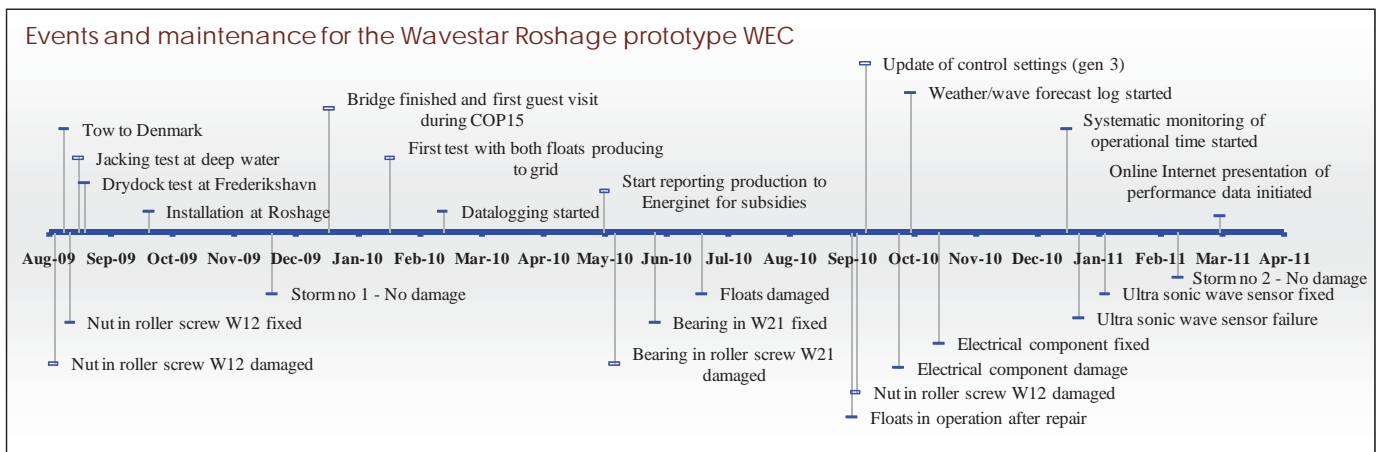 Events and maintenance for the Wavestar Roshage prototype WEC
Update of control settings (gen 3)
Bridge finished and first guest visit
during COP15
Weather/wave forecast log started
Tow to Denmark
Systematic monitoring of
operational time started
Jacking test at deep water
First test with both floats producing
to grid
Drydock test at Frederikshavn
Start reporting production to
Energinet for subsidies
Online Internet presentation of
performance data initiated
Installation at Roshage
Datalogging started
Aug-09 Sep-09 Oct-09 Nov-09 Dec-09 Jan-10 Feb-10 Mar-10 Apr-10 May-10 Jun-10 Jul-10 Aug-10 Sep-10 Oct-10 Nov-10 Dec-10 Jan-11 Feb-11 Mar-11 Apr-11
Storm no 2 - No damage
Storm no 1 - No damage
Floats damaged
Ultra sonic wave sensor fixed
Nut in roller screw W12 fixed
Bearing in W21 fixed
Ultra sonic wave sensor failure
Electrical component fixed
Nut in roller screw W12 damaged
Bearing in roller screw W21
damaged
Electrical component damage
Nut in roller screw W12 damaged
Floats in operation after repair